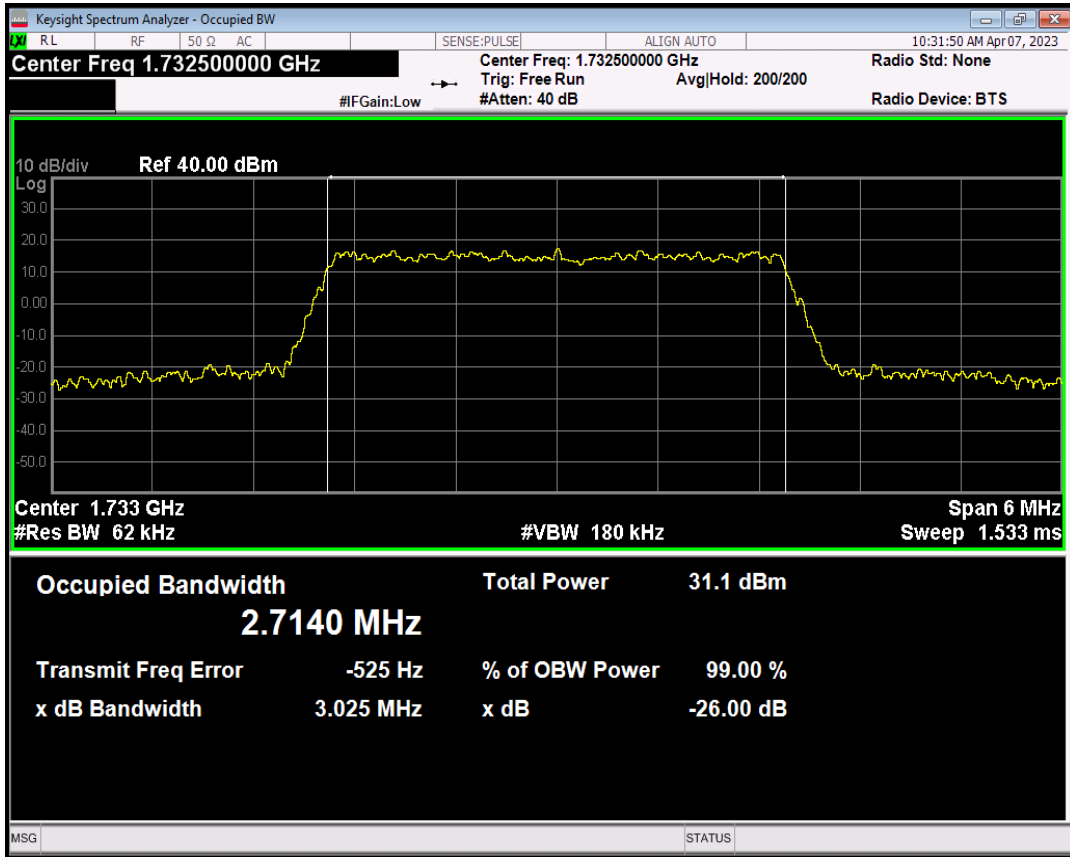 Keysight Spectrum Analyzer - Occupied BW
LXI RL RF 50 Ω AC SENSE:PULSE ALIGN AUTO 10:31:50 AM Apr 07, 2023
Center Freq 1.732500000 GHz Center Freq: 1.732500000 GHz Radio Std: None
Trig: Free Run Avg|Hold: 200/200
#IFGain:Low #Atten: 40 dB Radio Device: BTS
10 dB/div Ref 40.00 dBm
Log
30.0
20.0
10.0
0.00
-10.0
-20.0
-30.0
-40.0
-50.0
Center 1.733 GHz Span 6 MHz
#Res BW 62 kHz #VBW 180 kHz Sweep 1.533 ms
Occupied Bandwidth Total Power 31.1 dBm
2.7140 MHz
Transmit Freq Error -525 Hz % of OBW Power 99.00 %
x dB Bandwidth 3.025 MHz x dB -26.00 dB
MSG STATUS